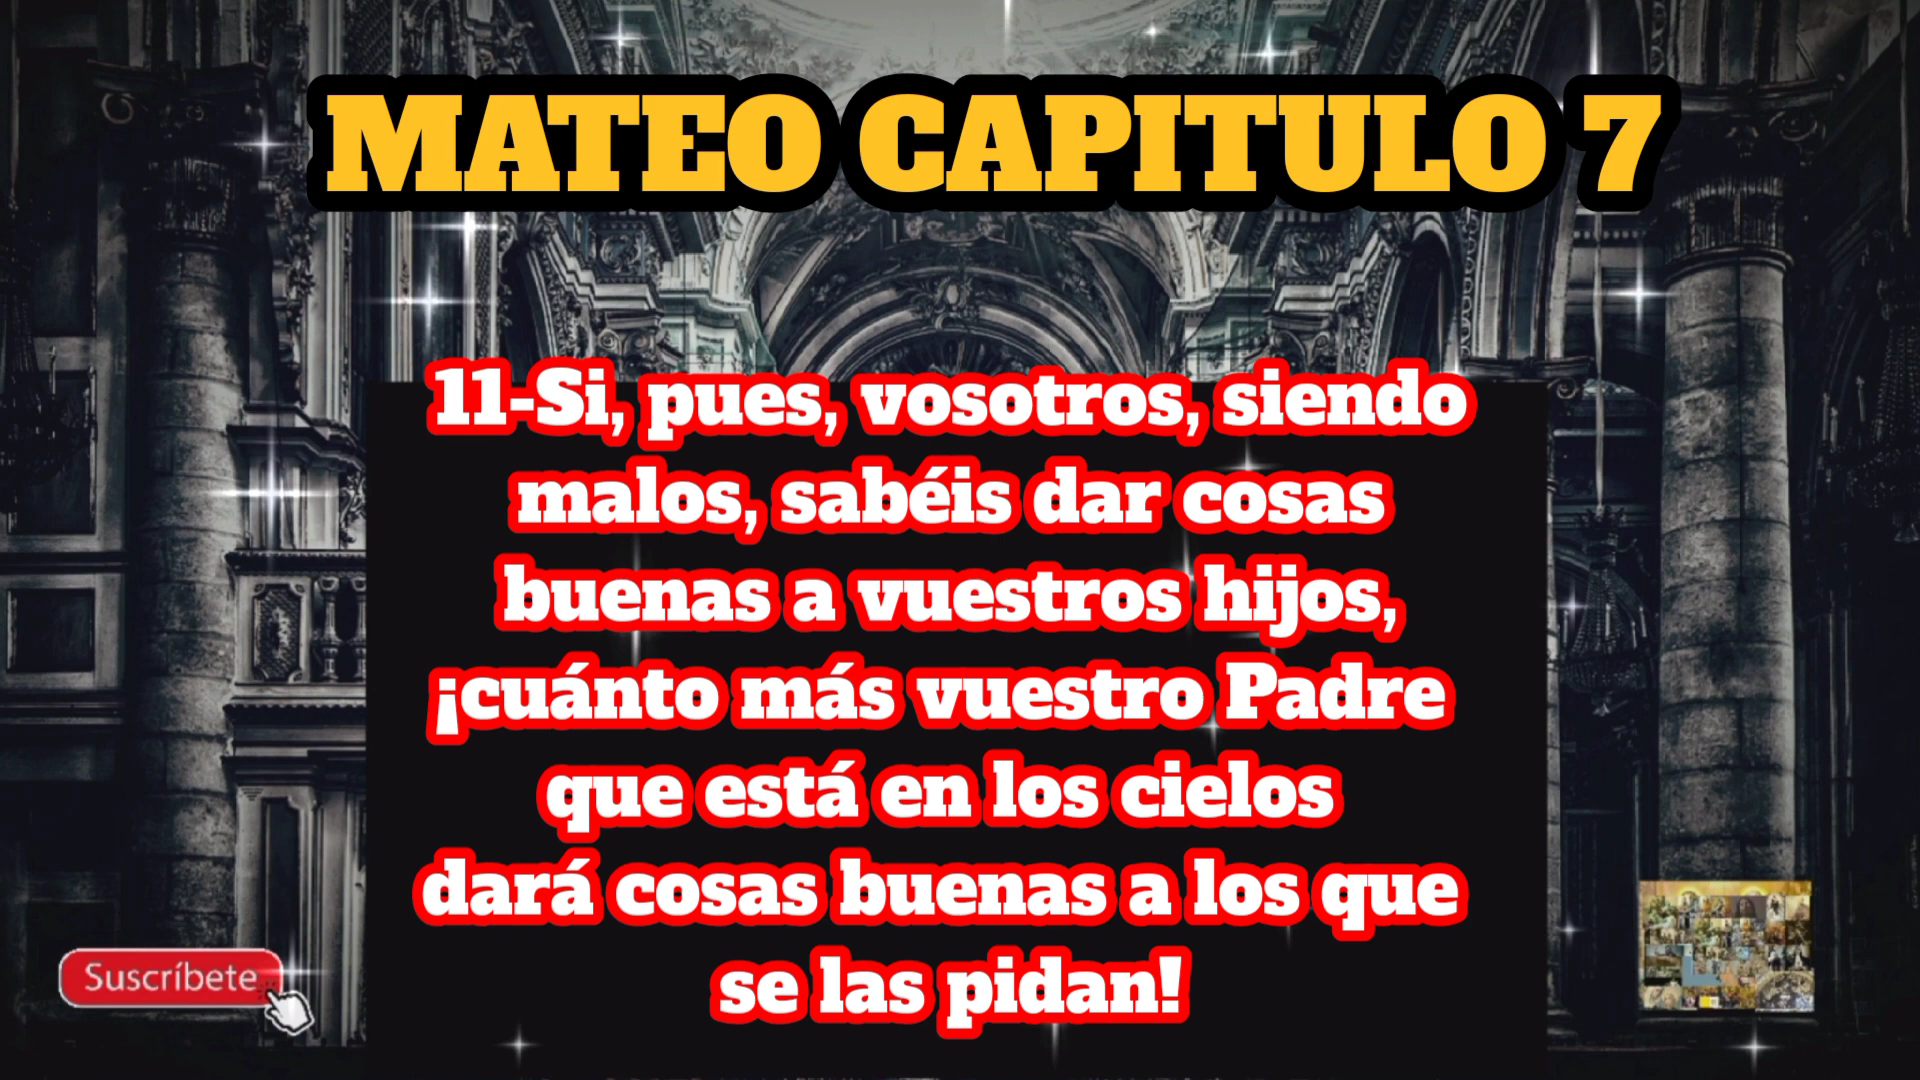 MATEO CAPITULO 7
11-Si, pues, vosotros, siendo
malos, sabéis dar cosas
buenas a vuestros hijos,
¡cuánto más vuestro Padre
que está en los cielos
dará cosas buenas a los que
se las pidan!
Suscríbete